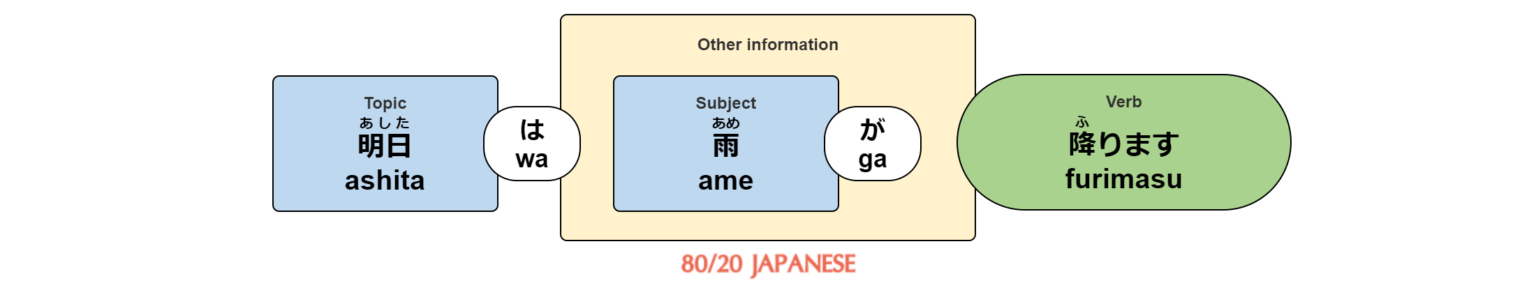 Other information
Topic
あした
明日
ashita
は
wa
Subject
あめ
雨
ame
が
ga
Verb
ふ
降ります
furimasu
80/20 JAPANESE